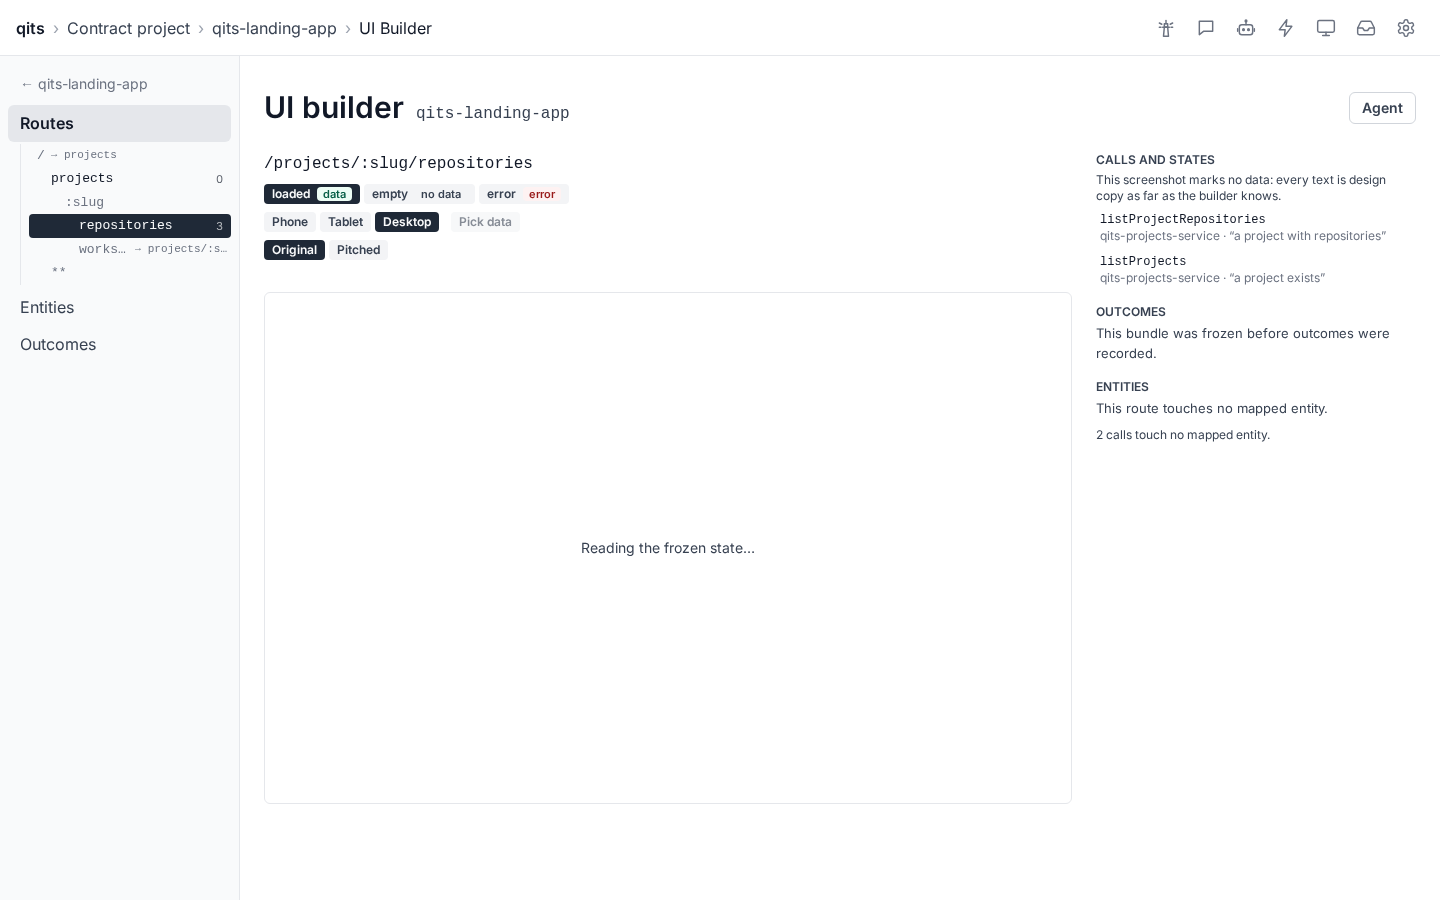 qits › Contract project › qits-landing-app › UI Builder
← qits-landing-app
Routes
/ → projects
projects 0
:slug
repositories 3
works… → projects/:s…
**
Entities
Outcomes
UI builder qits-landing-app
Agent
/projects/:slug/repositories
loaded data empty no data error error
Phone Tablet Desktop Pick data
Original Pitched
Reading the frozen state...
CALLS AND STATES
This screenshot marks no data: every text is design
copy as far as the builder knows.
listProjectRepositories
qits-projects-service · “a project with repositories”
listProjects
qits-projects-service · “a project exists”
OUTCOMES
This bundle was frozen before outcomes were
recorded.
ENTITIES
This route touches no mapped entity.
2 calls touch no mapped entity.